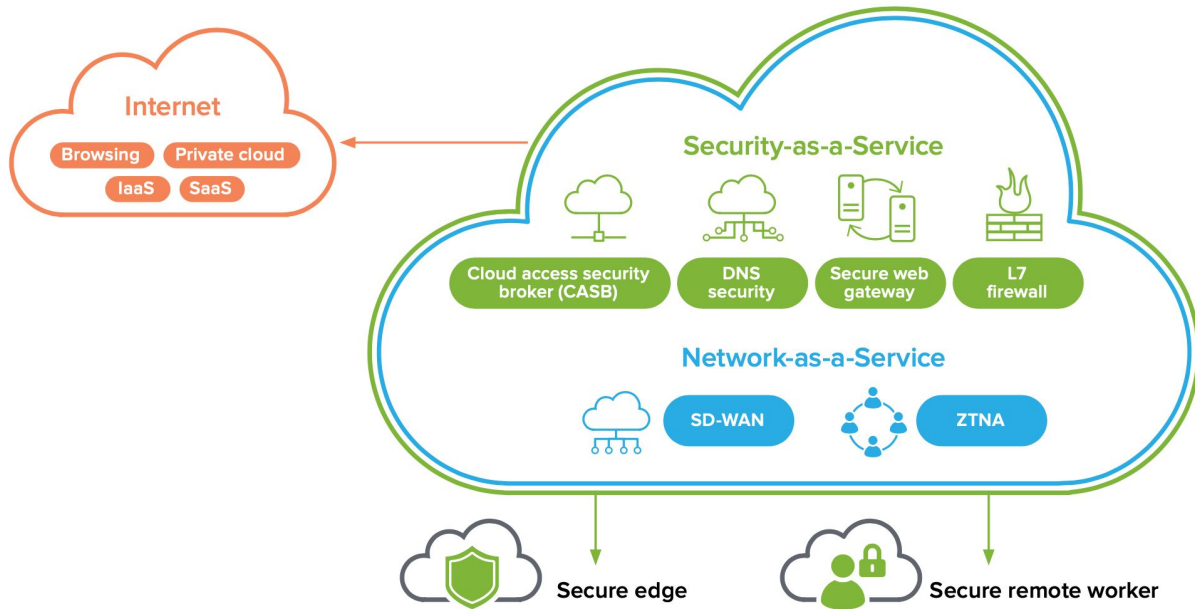 Internet
Browsing
Private cloud
IaaS
SaaS
Security-as-a-Service
Cloud access security
broker (CASB)
DNS
security
Secure web
gateway
L7
firewall
Network-as-a-Service
SD-WAN
ZTNA
Secure edge
Secure remote worker